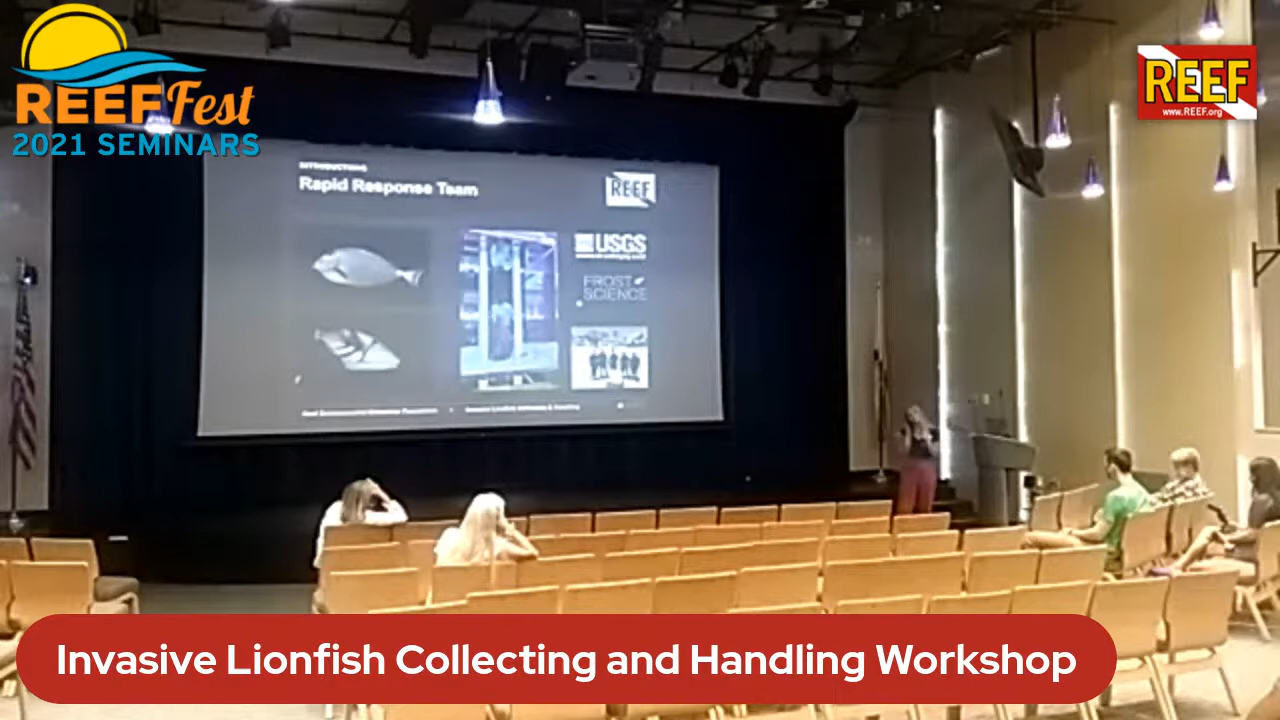 REEF Fest
2021 SEMINARS
REEF
www.REEF.org
INTRODUCTIONS
Rapid Response Team
REEF
USGS
FROST
SCIENCE
Invasive Lionfish Collecting and Handling Workshop